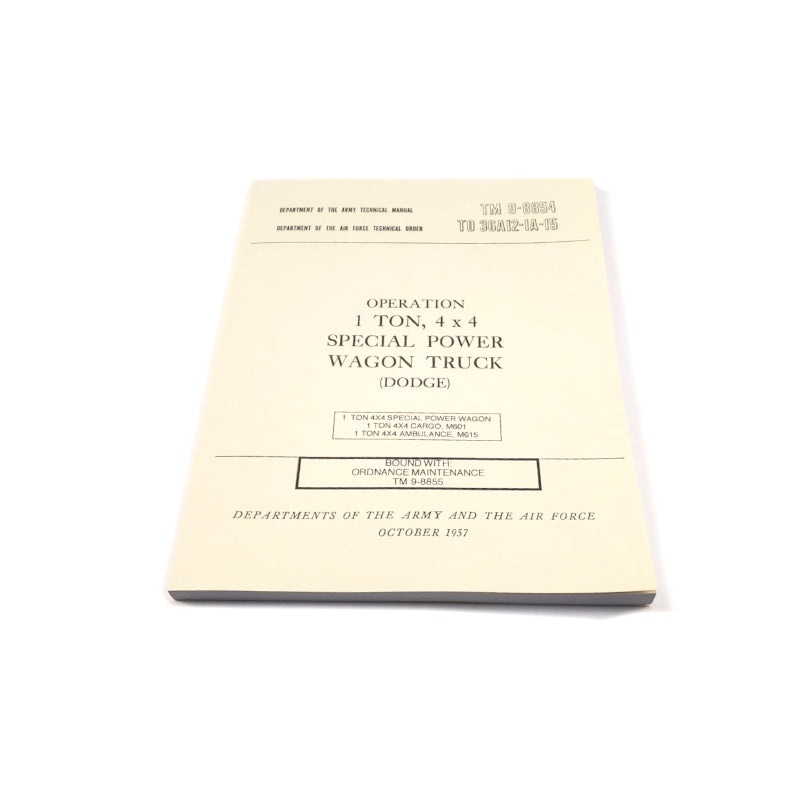 DEPARTMENT OF THE ARMY TECHNICAL MANUAL TM 9-8854
DEPARTMENT OF THE AIR FORCE TECHNICAL ORDER TO 36A12-1A-15
OPERATION
1 TON, 4 x 4
SPECIAL POWER
WAGON TRUCK
(DODGE)
1 TON 4X4 SPECIAL POWER WAGON
1 TON 4X4 CARGO, M601
1 TON 4X4 AMBULANCE, M615
BOUND WITH:
ORDNANCE MAINTENANCE
TM 9-8855
DEPARTMENTS OF THE ARMY AND THE AIR FORCE
OCTOBER 1957